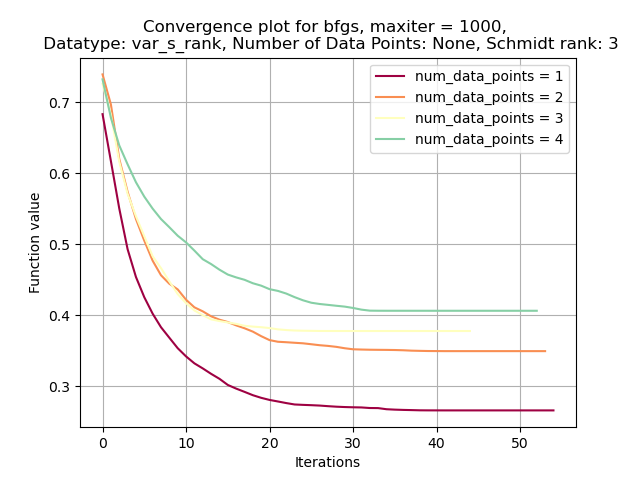 Convergence plot for bfgs, maxiter = 1000,
Datatype: var_s_rank, Number of Data Points: None, Schmidt rank: 3
num_data_points = 1
num_data_points = 2
num_data_points = 3
num_data_points = 4
Function value
0.7
0.6
0.5
0.4
0.3
0 10 20 30 40 50
Iterations